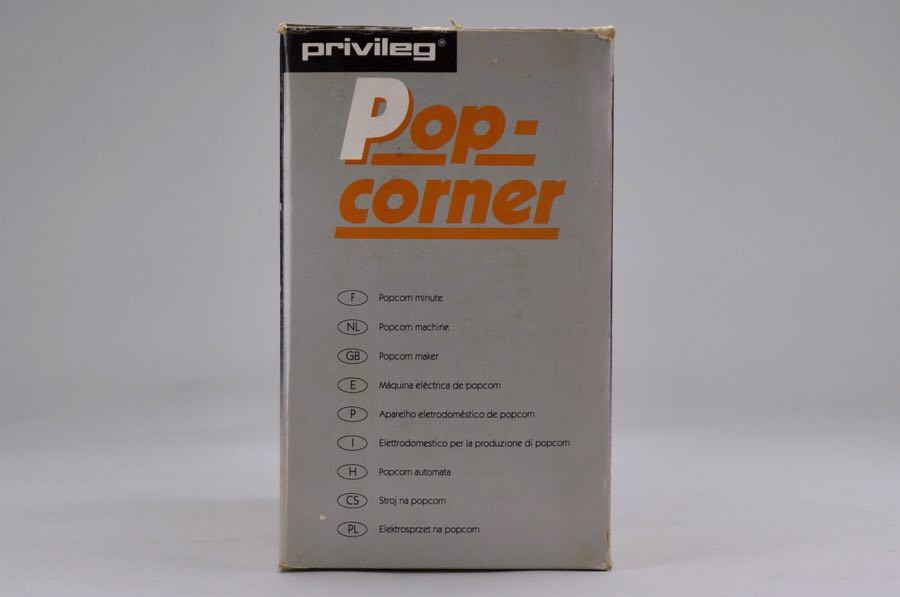 privileg®
Pop-
corner
F Popcorn minute
NL Popcorn machine
GB Popcorn maker
E Máquina eléctrica de popcorn
P Aparelho eletrodoméstico de popcorn
I Elettrodomestico per la produzione di popcorn
H Popcorn automata
CS Stroj na popcorn
PL Elektrosprzet na popcorn